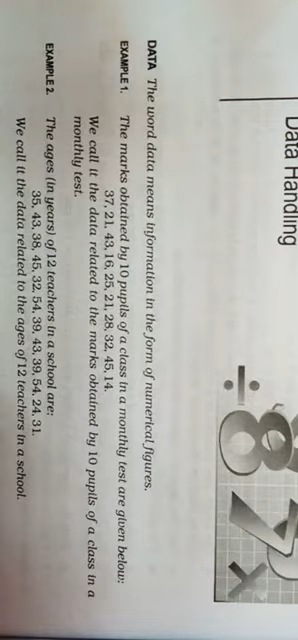 Data Handling
DATA The word data means information in the form of numerical figures.
EXAMPLE 1. The marks obtained by 10 pupils of a class in a monthly test are given below:
37, 21, 43, 16, 25, 21, 28, 32, 45, 14.
We call it the data related to the marks obtained by 10 pupils of a class in a
monthly test.
EXAMPLE 2. The ages (in years) of 12 teachers in a school are:
35, 43, 38, 45, 32, 54, 39, 43, 39, 54, 24, 31.
We call it the data related to the ages of 12 teachers in a school.